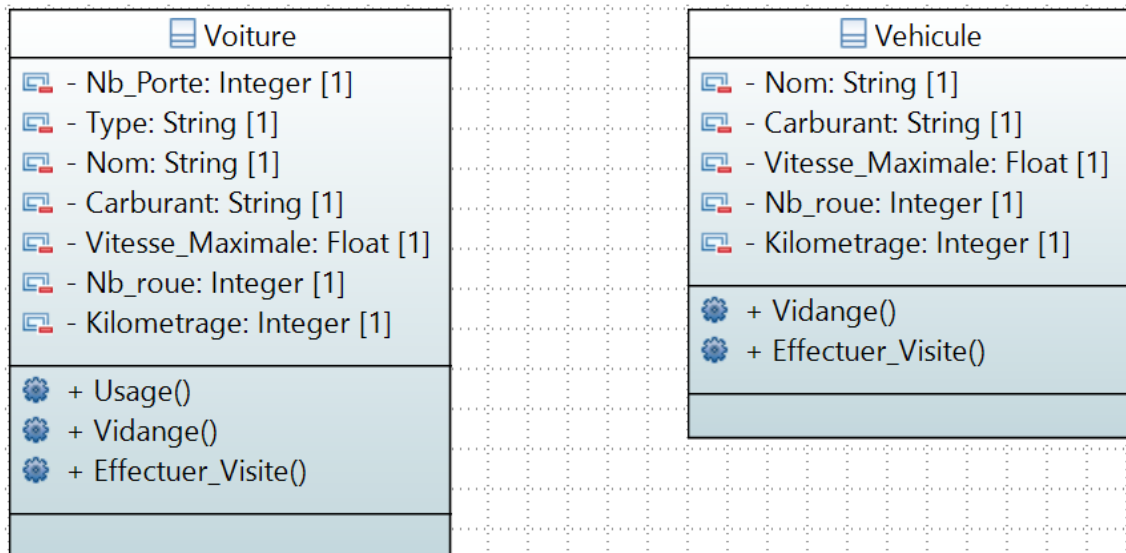 Voiture
- Nb_Porte: Integer [1]
- Type: String [1]
- Nom: String [1]
- Carburant: String [1]
- Vitesse_Maximale: Float [1]
- Nb_roue: Integer [1]
- Kilometrage: Integer [1]
+ Usage()
+ Vidange()
+ Effectuer_Visite()
Vehicule
- Nom: String [1]
- Carburant: String [1]
- Vitesse_Maximale: Float [1]
- Nb_roue: Integer [1]
- Kilometrage: Integer [1]
+ Vidange()
+ Effectuer_Visite()